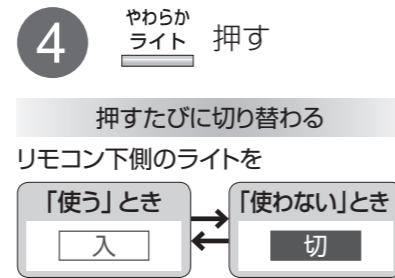 4
やわらか
ライト 押す
押すたびに切り替わる
リモコン下側のライトを
「使う」とき 「使わない」とき
入 切